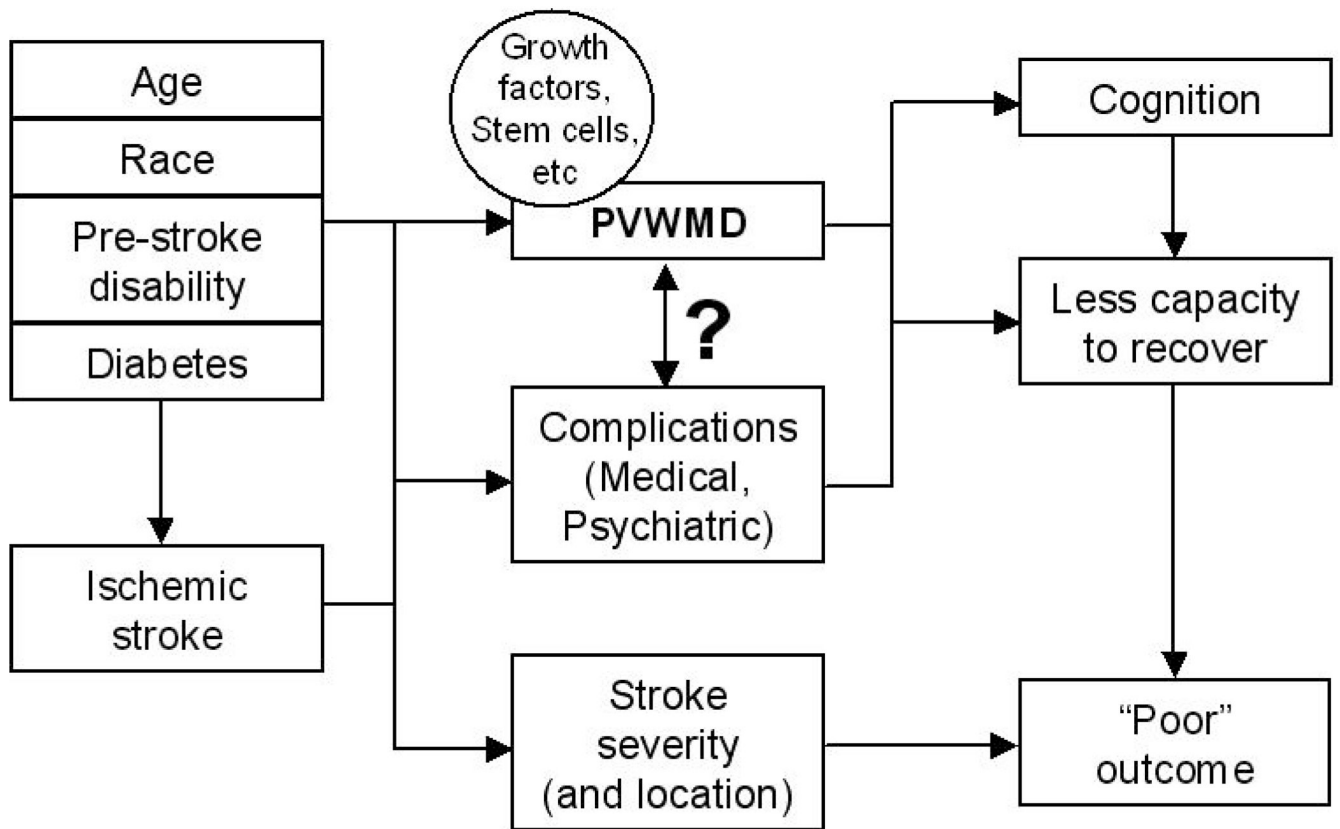 Age
Race
Pre-stroke
disability
Diabetes
Ischemic
stroke
Growth
factors,
Stem cells,
etc
PVWMD
?
Complications
(Medical,
Psychiatric)
Stroke
severity
(and location)
Cognition
Less capacity
to recover
“Poor”
outcome